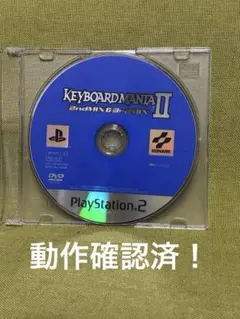 KEYBOARDMANIA II
2ndMIX & 3rdMIX
KONAMI
DVD
PlayStation 2
動作確認済！